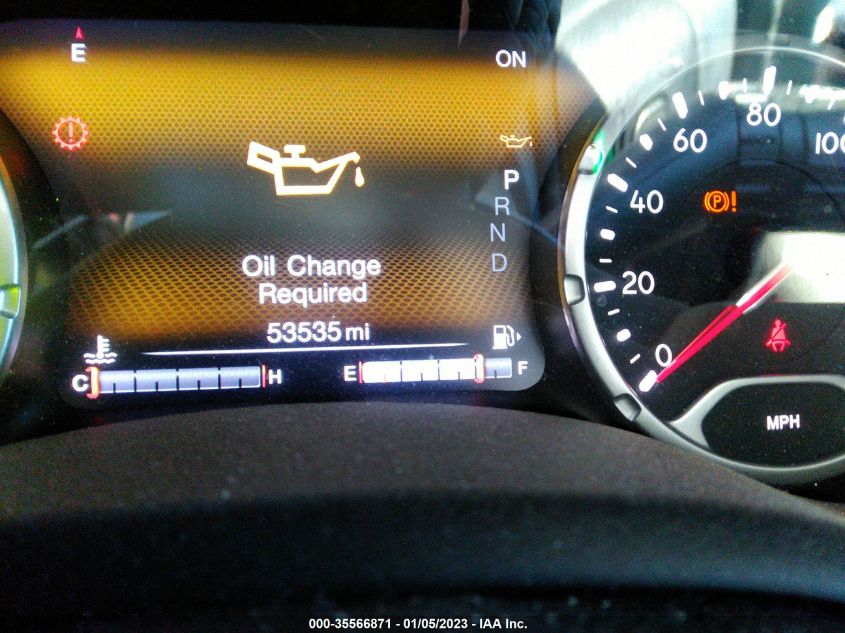 E
ON
P
R
N
D
Oil Change
Required
53535 mi
C H
E F
0
20
40
60
80
100
(P)!
MPH
000-35566871 - 01/05/2023 - IAA Inc.